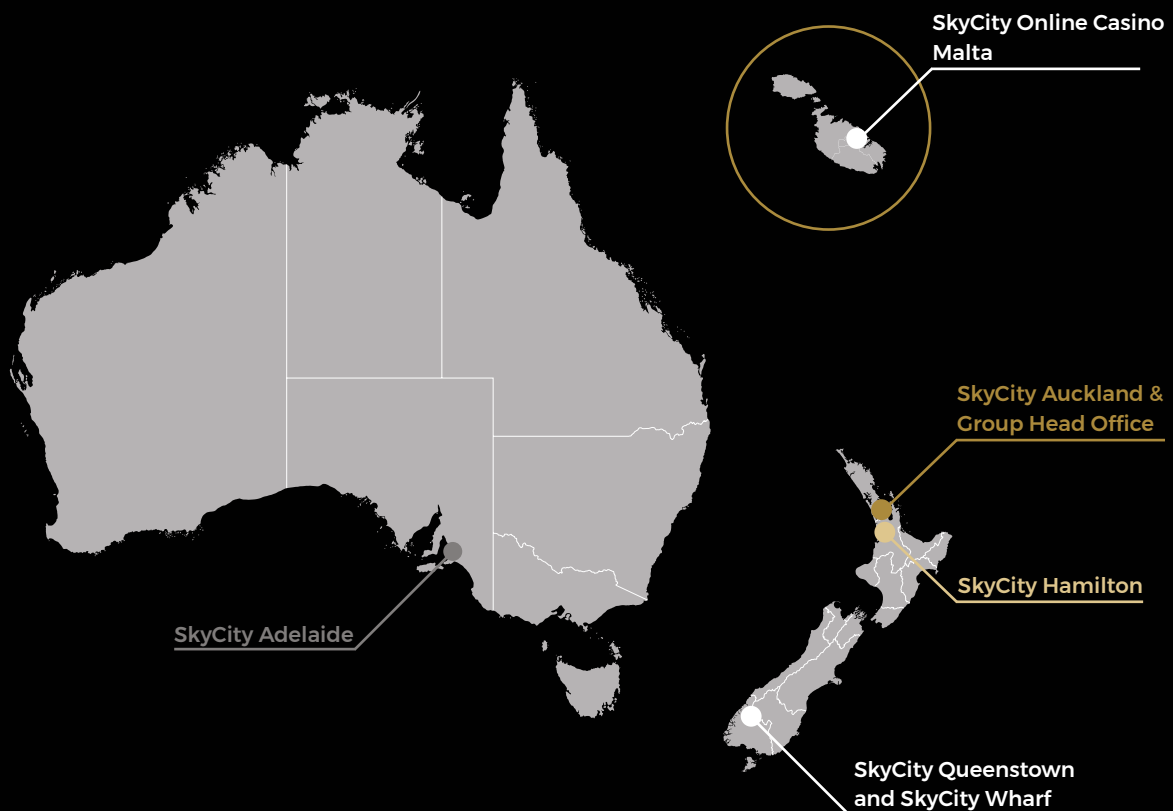 SkyCity Online Casino
Malta
SkyCity Auckland &
Group Head Office
SkyCity Hamilton
SkyCity Adelaide
SkyCity Queenstown
and SkyCity Wharf